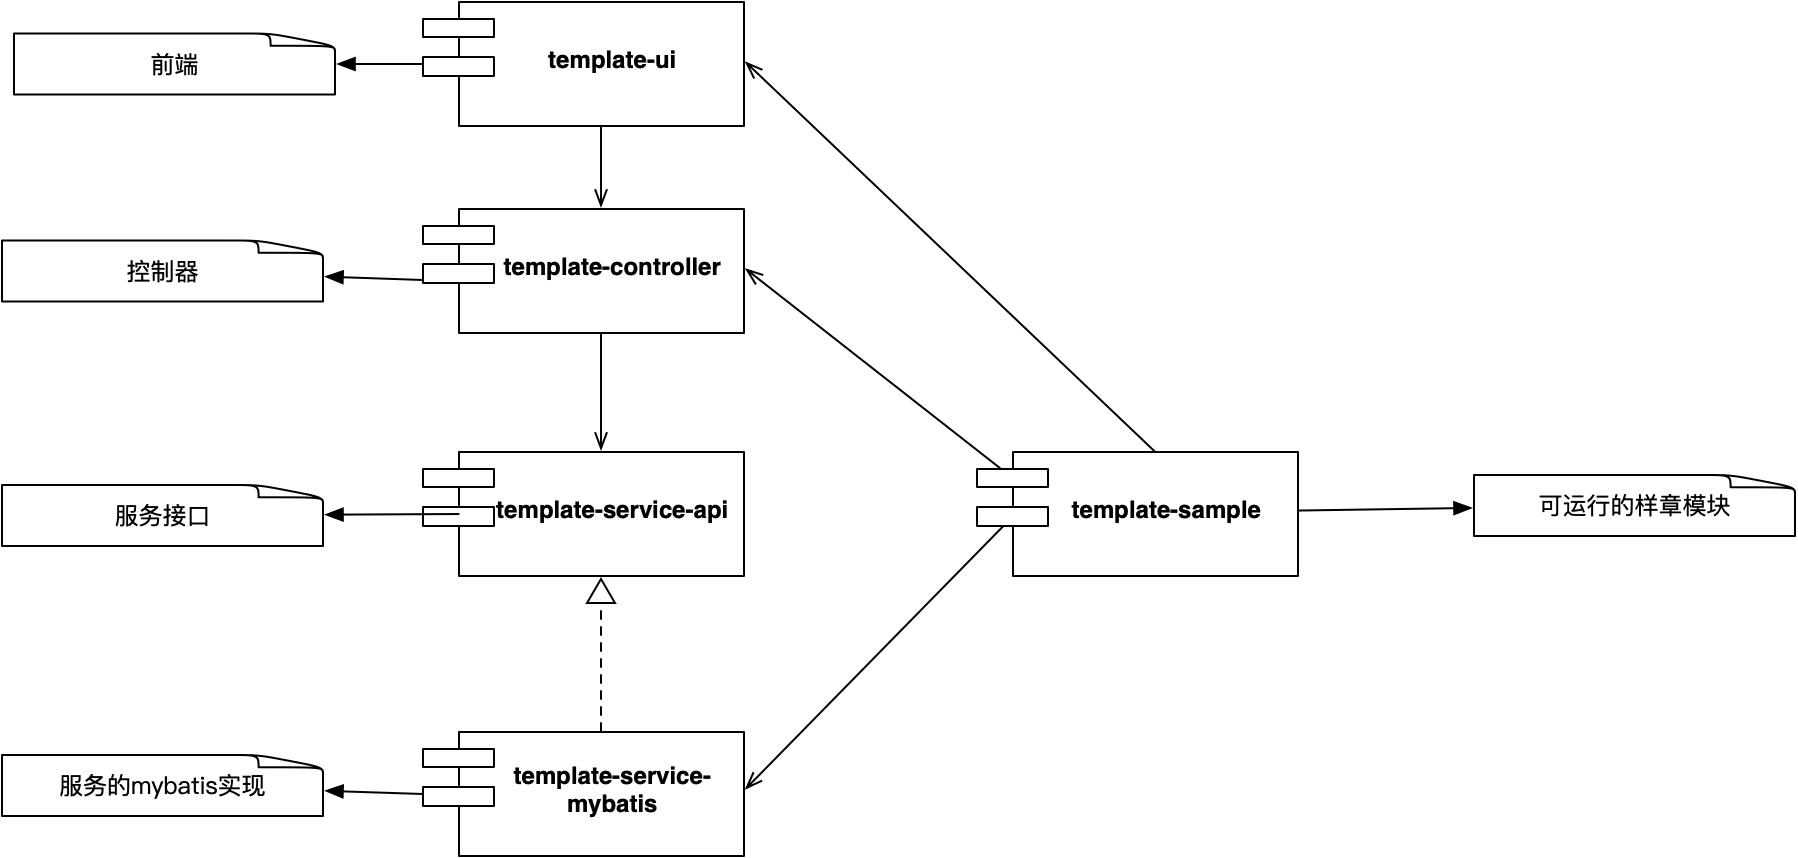 前端
template-ui
控制器
template-controller
服务接口
template-service-api
template-sample
可运行的样章模块
服务的mybatis实现
template-service-
mybatis